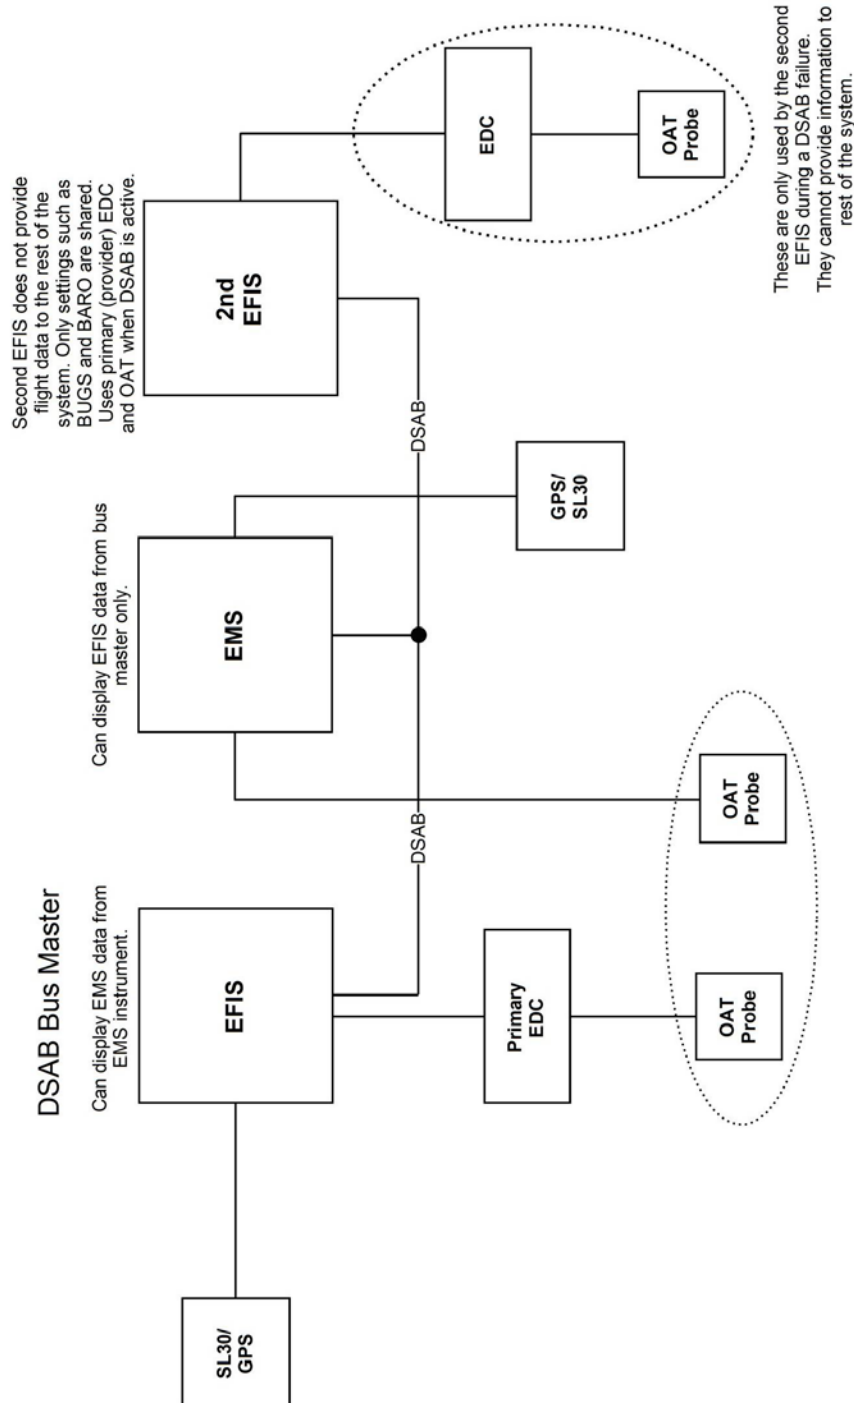 DSAB Bus Master
Can display EMS data from
EMS instrument.
Can display EFIS data from bus
master only.
Second EFIS does not provide
flight data to the rest of the
system. Only settings such as
BUGS and BARO are shared.
Uses primary (provider) EDC
and OAT when DSAB is active.
SL30/
GPS
EFIS
EMS
2nd
EFIS
DSAB
DSAB
Primary
EDC
GPS/
SL30
EDC
OAT
Probe
OAT
Probe
OAT
Probe
These are only used by the second
EFIS during a DSAB failure.
They cannot provide information to
rest of the system.